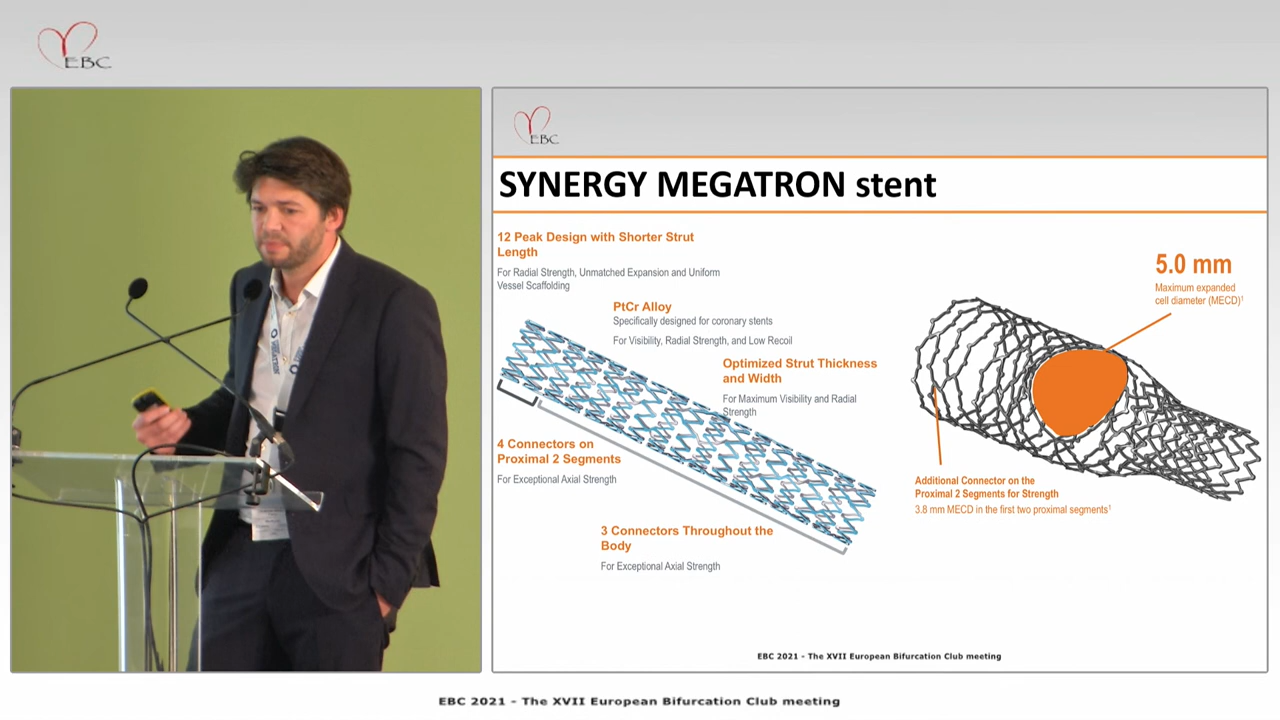 EBC
EBC
SYNERGY MEGATRON stent
12 Peak Design with Shorter Strut
Length
For Radial Strength, Unmatched Expansion and Uniform
Vessel Scaffolding
PtCr Alloy
Specifically designed for coronary stents
For Visibility, Radial Strength, and Low Recoil
Optimized Strut Thickness
and Width
For Maximum Visibility and Radial
Strength
4 Connectors on
Proximal 2 Segments
For Exceptional Axial Strength
3 Connectors Throughout the
Body
For Exceptional Axial Strength
5.0 mm
Maximum expanded
cell diameter (MECD)¹
Additional Connector on the
Proximal 2 Segments for Strength
3.8 mm MECD in the first two proximal segments¹
EBC 2021 - The XVII European Bifurcation Club meeting
EBC 2021 - The XVII European Bifurcation Club meeting